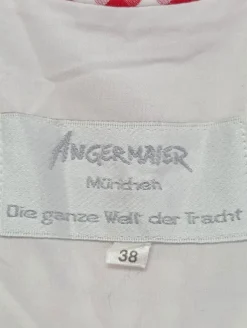 ANGERMAIER
München
Die ganze Welt der Tracht
38